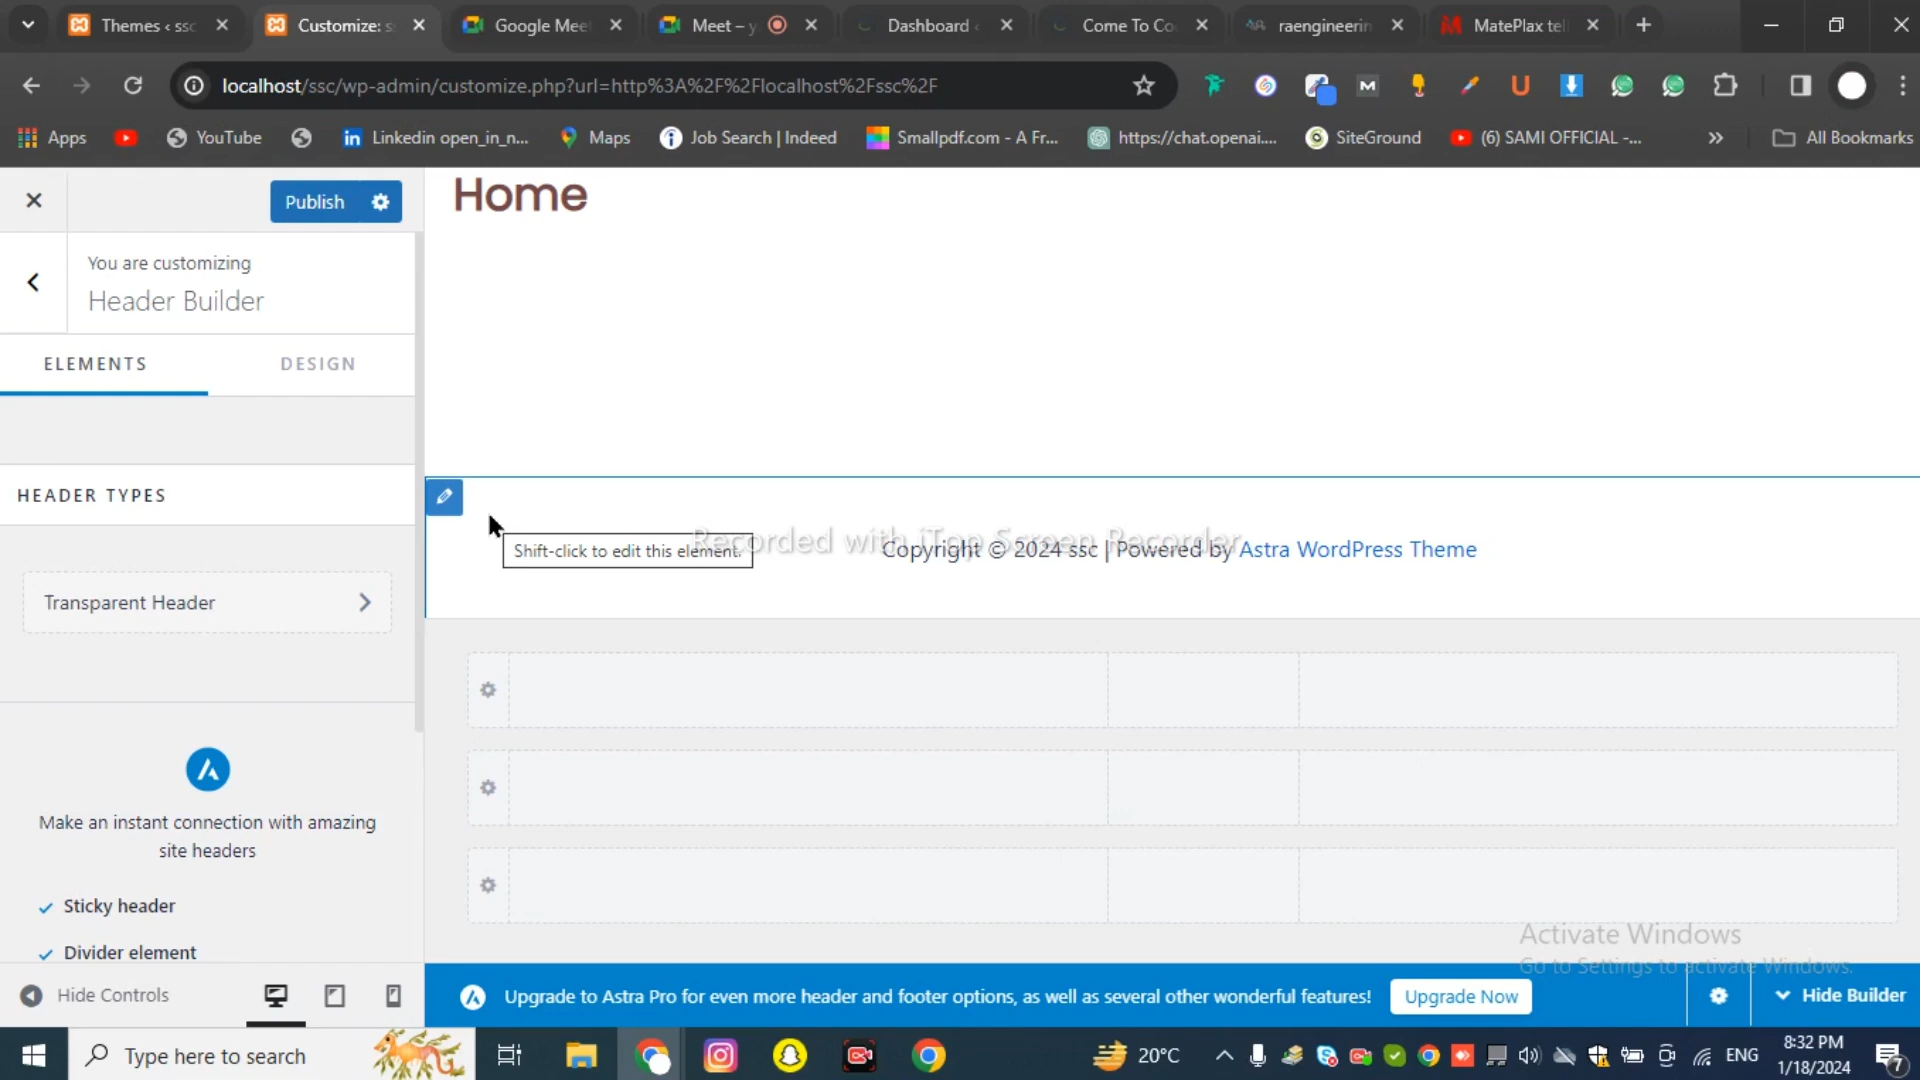 Themes ‹ ssc
Customize: s
Google Mee
Meet – y
Dashboard ‹
Come To Co
raengineerin
MatePlax tel
localhost/ssc/wp-admin/customize.php?url=http%3A%2F%2Flocalhost%2Fssc%2F
Apps
YouTube
Linkedin open_in_n...
Maps
Job Search | Indeed
Smallpdf.com - A Fr...
https://chat.openai....
SiteGround
(6) SAMI OFFICIAL -...
»
All Bookmarks
Publish
Home
You are customizing
Header Builder
ELEMENTS
DESIGN
HEADER TYPES
Transparent Header
Shift-click to edit this element.
Recorded with iTop Screen Recorder
Copyright © 2024 ssc | Powered by Astra WordPress Theme
Make an instant connection with amazing
site headers
Sticky header
Divider element
Activate Windows
Go to Settings to activate Windows.
Hide Controls
Upgrade to Astra Pro for even more header and footer options, as well as several other wonderful features!
Upgrade Now
Hide Builder
Type here to search
20°C
ENG
8:32 PM
1/18/2024
7